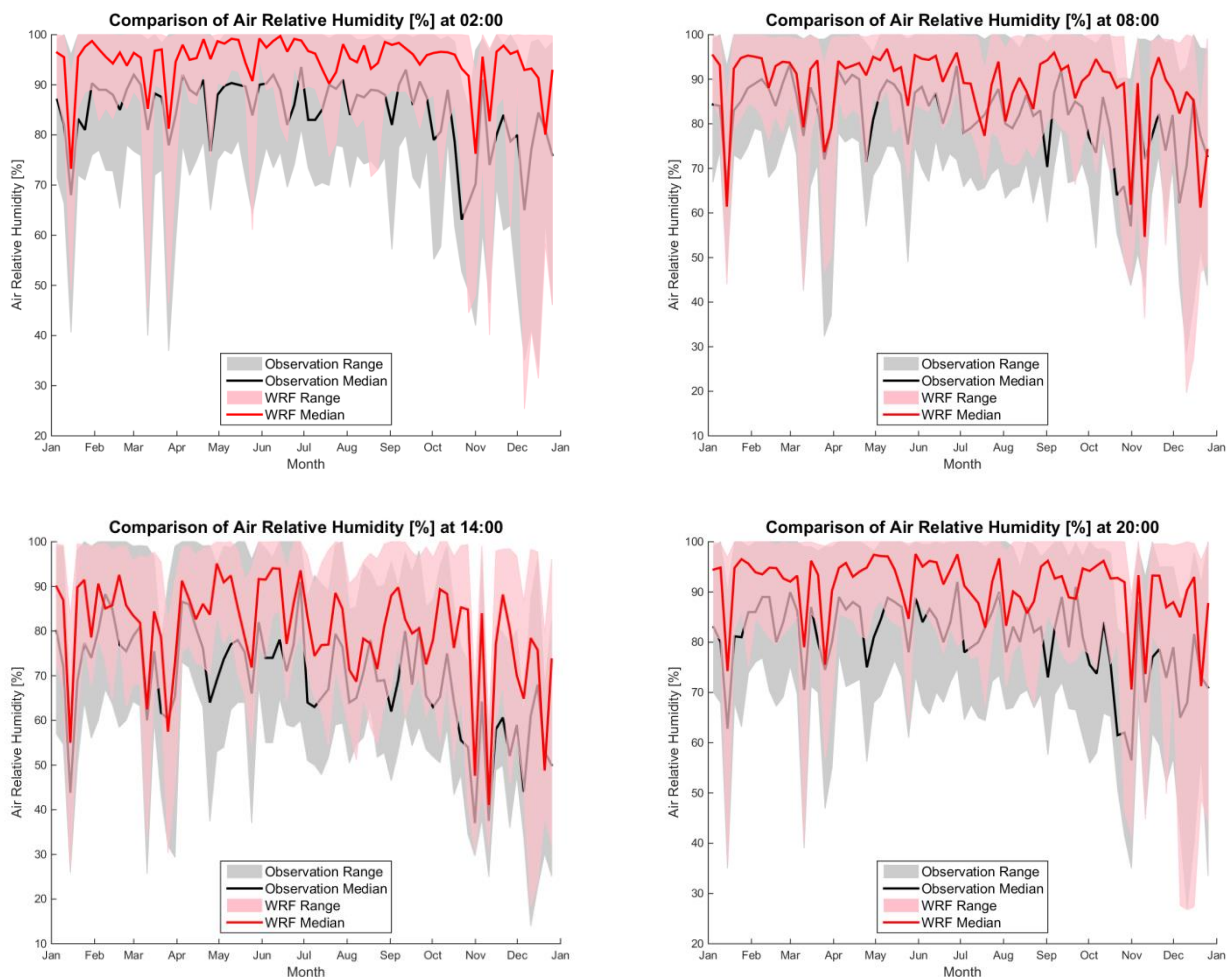 Comparison of Air Relative Humidity [%] at 02:00
Air Relative Humidity [%]
100
90
80
70
60
50
40
30
20
Observation Range
Observation Median
WRF Range
WRF Median
Jan Feb Mar Apr May Jun Jul Aug Sep Oct Nov Dec Jan
Month
Comparison of Air Relative Humidity [%] at 08:00
Air Relative Humidity [%]
100
90
80
70
60
50
40
30
20
10
Observation Range
Observation Median
WRF Range
WRF Median
Jan Feb Mar Apr May Jun Jul Aug Sep Oct Nov Dec Jan
Month
Comparison of Air Relative Humidity [%] at 14:00
Air Relative Humidity [%]
100
90
80
70
60
50
40
30
20
10
Observation Range
Observation Median
WRF Range
WRF Median
Jan Feb Mar Apr May Jun Jul Aug Sep Oct Nov Dec Jan
Month
Comparison of Air Relative Humidity [%] at 20:00
Air Relative Humidity [%]
100
90
80
70
60
50
40
30
20
Observation Range
Observation Median
WRF Range
WRF Median
Jan Feb Mar Apr May Jun Jul Aug Sep Oct Nov Dec Jan
Month